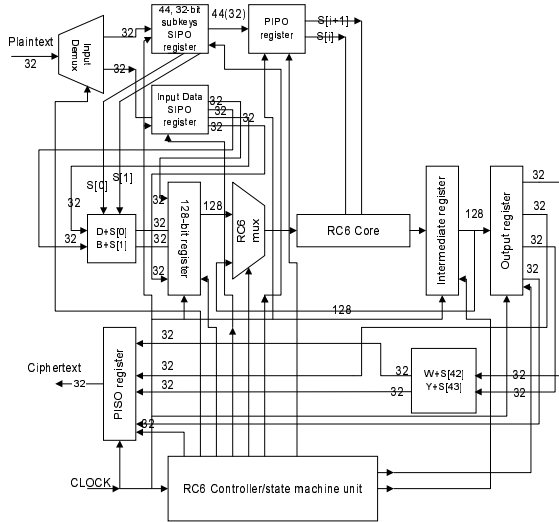 44, 32-bit
subkeys
SIPO
register
44(32)
PIPO
register
S[i+1]
S[i]
Plaintext
32
Input
Demux
32
32
Input Data
SIPO
register
32
32
32
32
S[0]
S[1]
32
32
32
32
32
D+S[0]
B+S[1]
128-bit
register
128
RC6
mux
RC6 Core
Intermediate register
128
Output register
128
32
32
32
32
PISO register
32
32
32
32
Ciphertext
32
32
32
W+S[42]
Y+S[43]
32
32
CLOCK
RC6 Controller/state machine unit